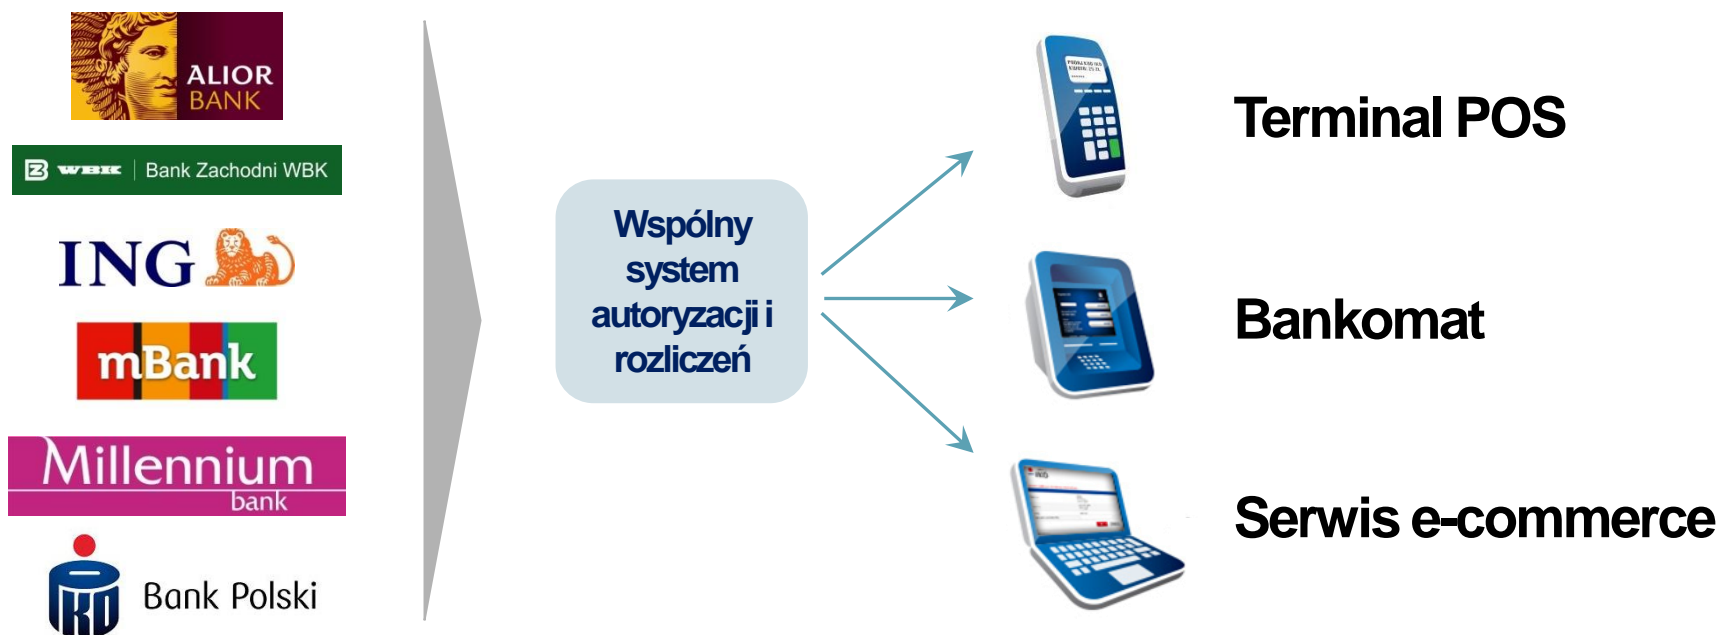 ALIOR
BANK
WBK | Bank Zachodni WBK
ING
mBank
Millennium
bank
Bank Polski
Wspólny
system
autoryzacji i
rozliczeń
Terminal POS
Bankomat
Serwis e-commerce